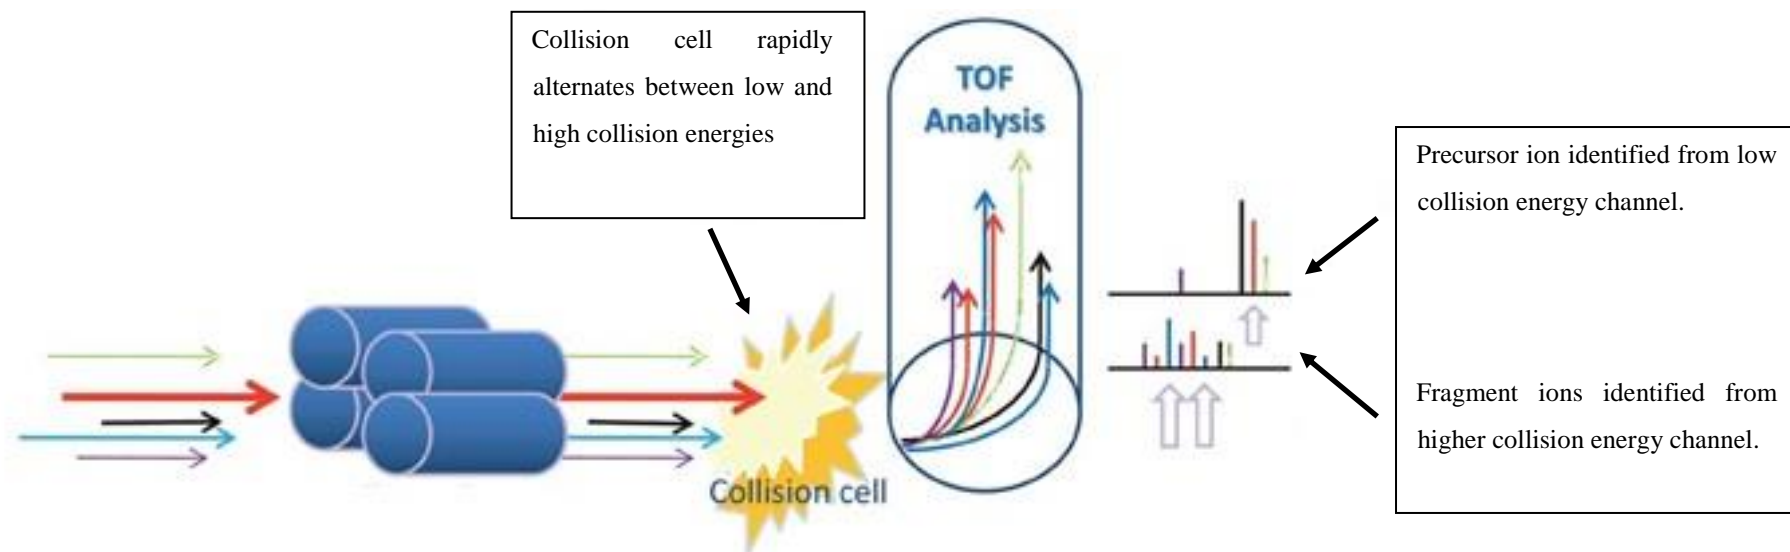 Collision cell rapidly
alternates between low and
high collision energies
TOF
Analysis
Precursor ion identified from low
collision energy channel.
Fragment ions identified from
higher collision energy channel.
Collision cell